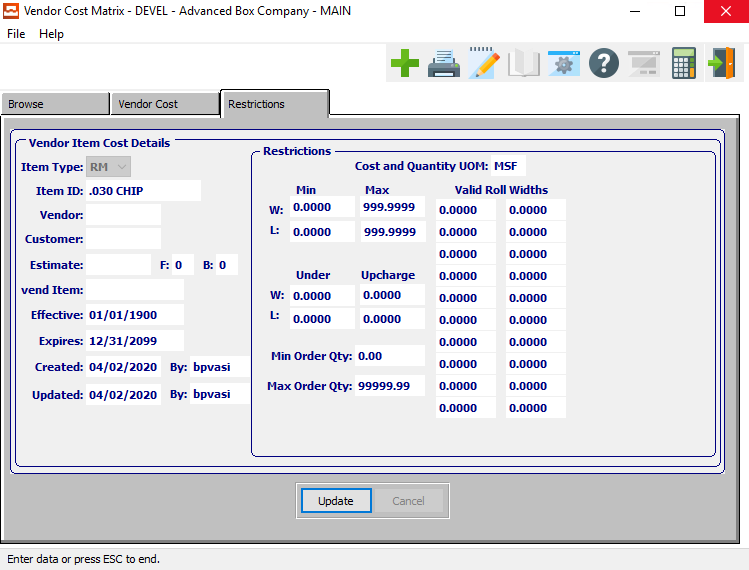 Vendor Cost Matrix - DEVEL - Advanced Box Company - MAIN
File Help
Browse Vendor Cost Restrictions
Vendor Item Cost Details
Item Type: RM
Item ID: .030 CHIP
Vendor:
Customer:
Estimate: F: 0 B: 0
vend Item:
Effective: 01/01/1900
Expires: 12/31/2099
Created: 04/02/2020 By: bpvasi
Updated: 04/02/2020 By: bpvasi
Restrictions
Cost and Quantity UOM: MSF
Min Max
W: 0.0000 999.9999
L: 0.0000 999.9999
Under Upcharge
W: 0.0000 0.0000
L: 0.0000 0.0000
Min Order Qty: 0.00
Max Order Qty: 99999.99
Valid Roll Widths
0.0000 0.0000
0.0000 0.0000
0.0000 0.0000
0.0000 0.0000
0.0000 0.0000
0.0000 0.0000
0.0000 0.0000
0.0000 0.0000
0.0000 0.0000
0.0000 0.0000
Update Cancel
Enter data or press ESC to end.